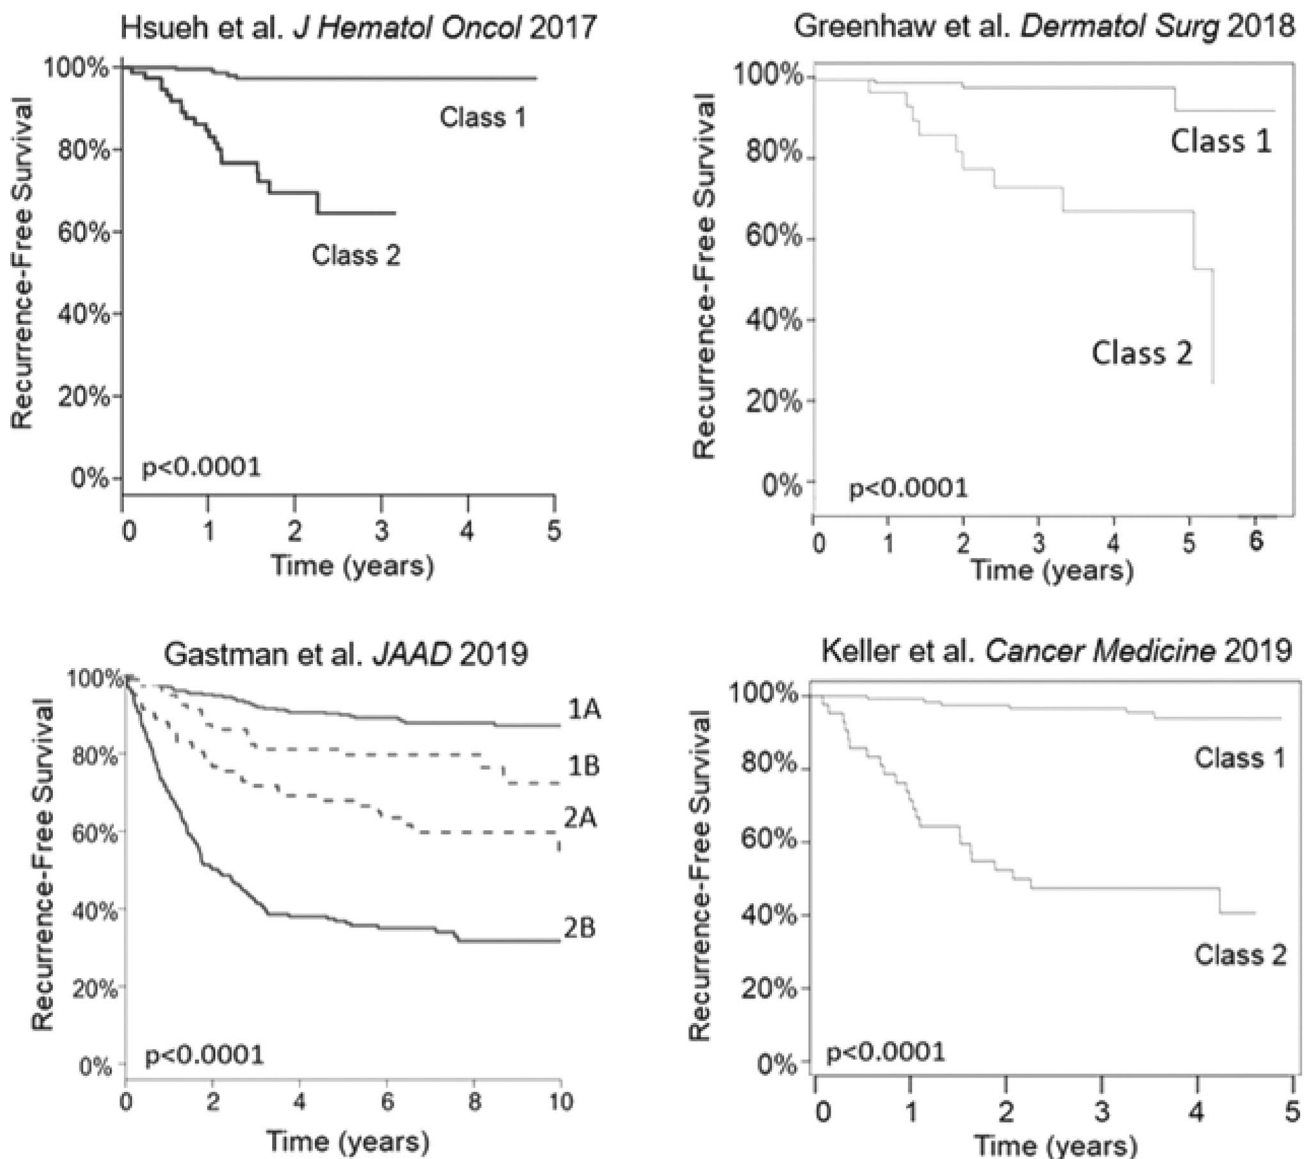 Hsueh et al. J Hematol Oncol 2017
Recurrence-Free Survival
100%
80%
60%
40%
20%
0%
Class 1
Class 2
p<0.0001
0 1 2 3 4 5
Time (years)
Greenhaw et al. Dermatol Surg 2018
Recurrence-Free Survival
100%
80%
60%
40%
20%
0%
Class 1
Class 2
p<0.0001
0 1 2 3 4 5 6
Time (years)
Gastman et al. JAAD 2019
Recurrence-Free Survival
100%
80%
60%
40%
20%
0%
1A
1B
2A
2B
p<0.0001
0 2 4 6 8 10
Time (years)
Keller et al. Cancer Medicine 2019
Recurrence-Free Survival
100%
80%
60%
40%
20%
0%
Class 1
Class 2
p<0.0001
0 1 2 3 4 5
Time (years)